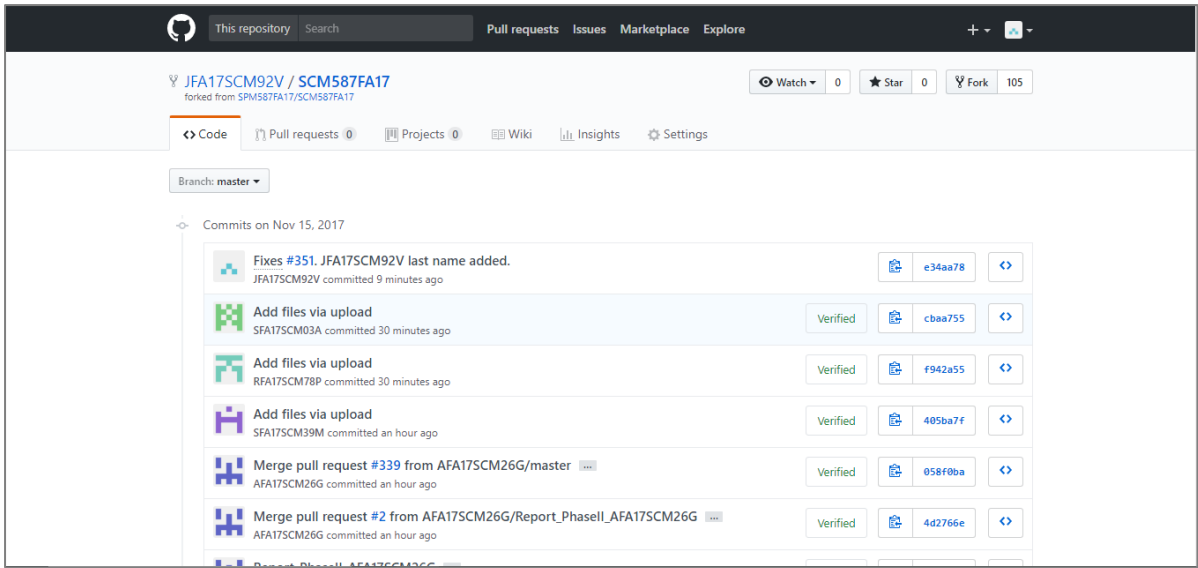 This repository Search Pull requests Issues Marketplace Explore
JFA17SCM92V / SCM587FA17
forked from SPM587FA17/SCM587FA17
Watch 0 Star 0 Fork 105
Code Pull requests 0 Projects 0 Wiki Insights Settings
Branch: master
Commits on Nov 15, 2017
Fixes #351. JFA17SCM92V last name added.
JFA17SCM92V committed 9 minutes ago
e34aa78
Add files via upload
SFA17SCM03A committed 30 minutes ago
Verified cbaa755
Add files via upload
RFA17SCM78P committed 30 minutes ago
Verified f942a55
Add files via upload
SFA17SCM39M committed an hour ago
Verified 405ba7f
Merge pull request #339 from AFA17SCM26G/master ...
AFA17SCM26G committed an hour ago
Verified 058f0ba
Merge pull request #2 from AFA17SCM26G/Report_PhaseII_AFA17SCM26G ...
AFA17SCM26G committed an hour ago
Verified 4d2766e
Report_PhaseII_AFA17SCM26G